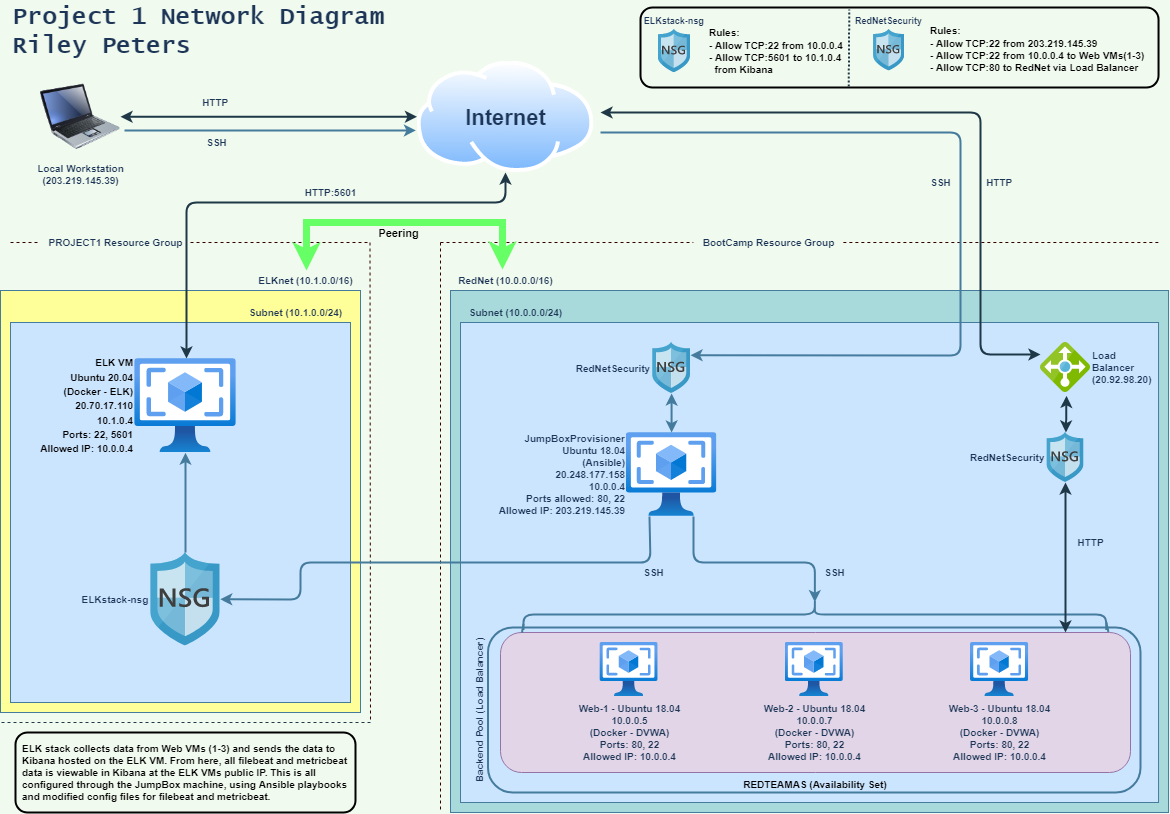 Project 1 Network Diagram
Riley Peters
ELKstack-nsg
NSG
Rules:
- Allow TCP:22 from 10.0.0.4
- Allow TCP:5601 to 10.1.0.4
from Kibana
RedNetSecurity
NSG
Rules:
- Allow TCP:22 from 203.219.145.39
- Allow TCP:22 from 10.0.0.4 to Web VMs(1-3)
- Allow TCP:80 to RedNet via Load Balancer
HTTP
SSH
Internet
Local Workstation
(203.219.145.39)
HTTP:5601
SSH
HTTP
Peering
PROJECT1 Resource Group
BootCamp Resource Group
ELKnet (10.1.0.0/16)
RedNet (10.0.0.0/16)
Subnet (10.1.0.0/24)
Subnet (10.0.0.0/24)
ELK VM
Ubuntu 20.04
(Docker - ELK)
20.70.17.110
10.1.0.4
Ports: 22, 5601
Allowed IP: 10.0.0.4
RedNetSecurity
NSG
Load
Balancer
(20.92.98.20)
JumpBoxProvisioner
Ubuntu 18.04
(Ansible)
20.248.177.158
10.0.0.4
Ports allowed: 80, 22
Allowed IP: 203.219.145.39
RedNetSecurity
NSG
HTTP
SSH
SSH
ELKstack-nsg
NSG
Backend Pool (Load Balancer)
Web-1 - Ubuntu 18.04
10.0.0.5
(Docker - DVWA)
Ports: 80, 22
Allowed IP: 10.0.0.4
Web-2 - Ubuntu 18.04
10.0.0.7
(Docker - DVWA)
Ports: 80, 22
Allowed IP: 10.0.0.4
Web-3 - Ubuntu 18.04
10.0.0.8
(Docker - DVWA)
Ports: 80, 22
Allowed IP: 10.0.0.4
REDTEAMAS (Availability Set)
ELK stack collects data from Web VMs (1-3) and sends the data to
Kibana hosted on the ELK VM. From here, all filebeat and metricbeat
data is viewable in Kibana at the ELK VMs public IP. This is all
configured through the JumpBox machine, using Ansible playbooks
and modified config files for filebeat and metricbeat.